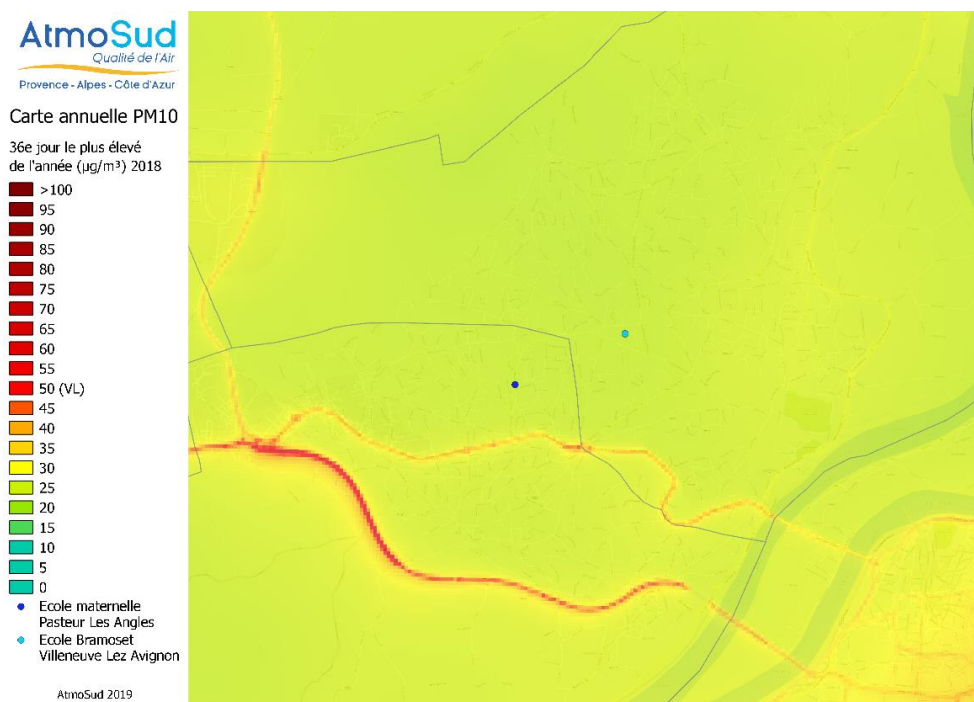 AtmoSud
Qualité de l'Air
Provence - Alpes - Côte d'Azur
Carte annuelle PM10
36e jour le plus élevé
de l'année (µg/m³) 2018
>100
95
90
85
80
75
70
65
60
55
50 (VL)
45
40
35
30
25
20
15
10
5
0
Ecole maternelle
Pasteur Les Angles
Ecole Bramoset
Villeneuve Lez Avignon
AtmoSud 2019